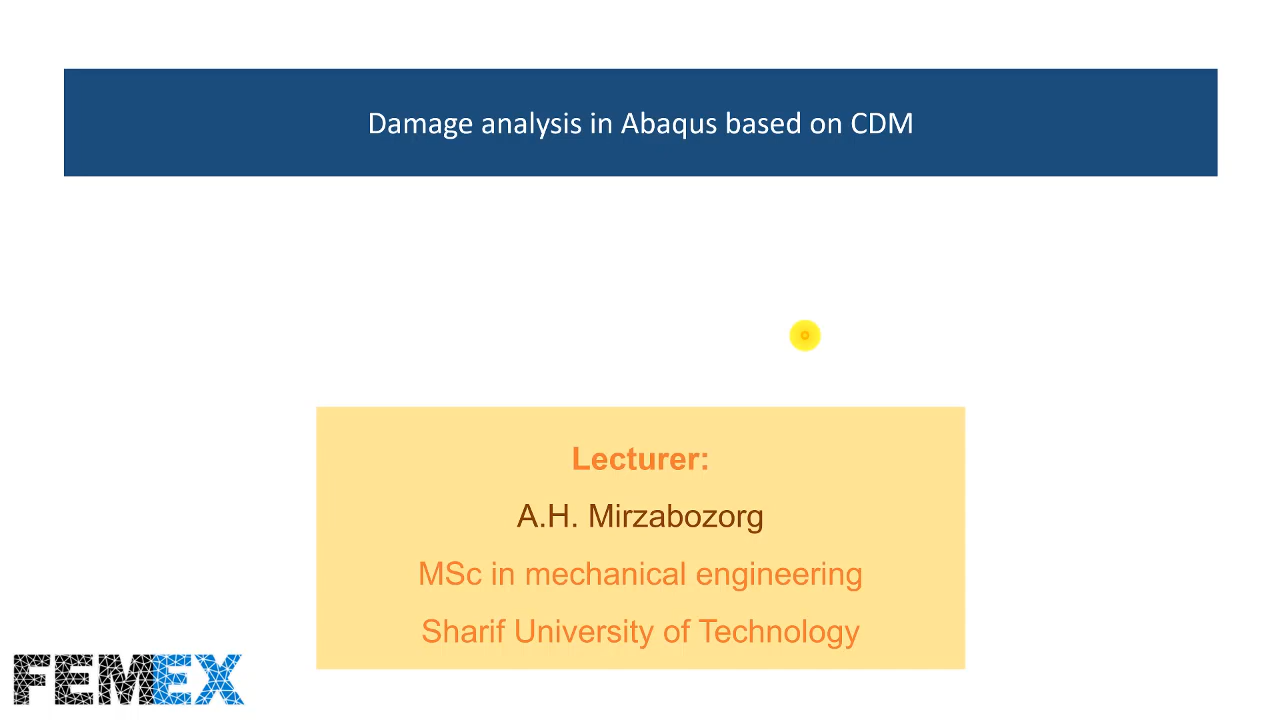 Damage analysis in Abaqus based on CDM
Lecturer:
A.H. Mirzabozorg
MSc in mechanical engineering
Sharif University of Technology
FEMEX